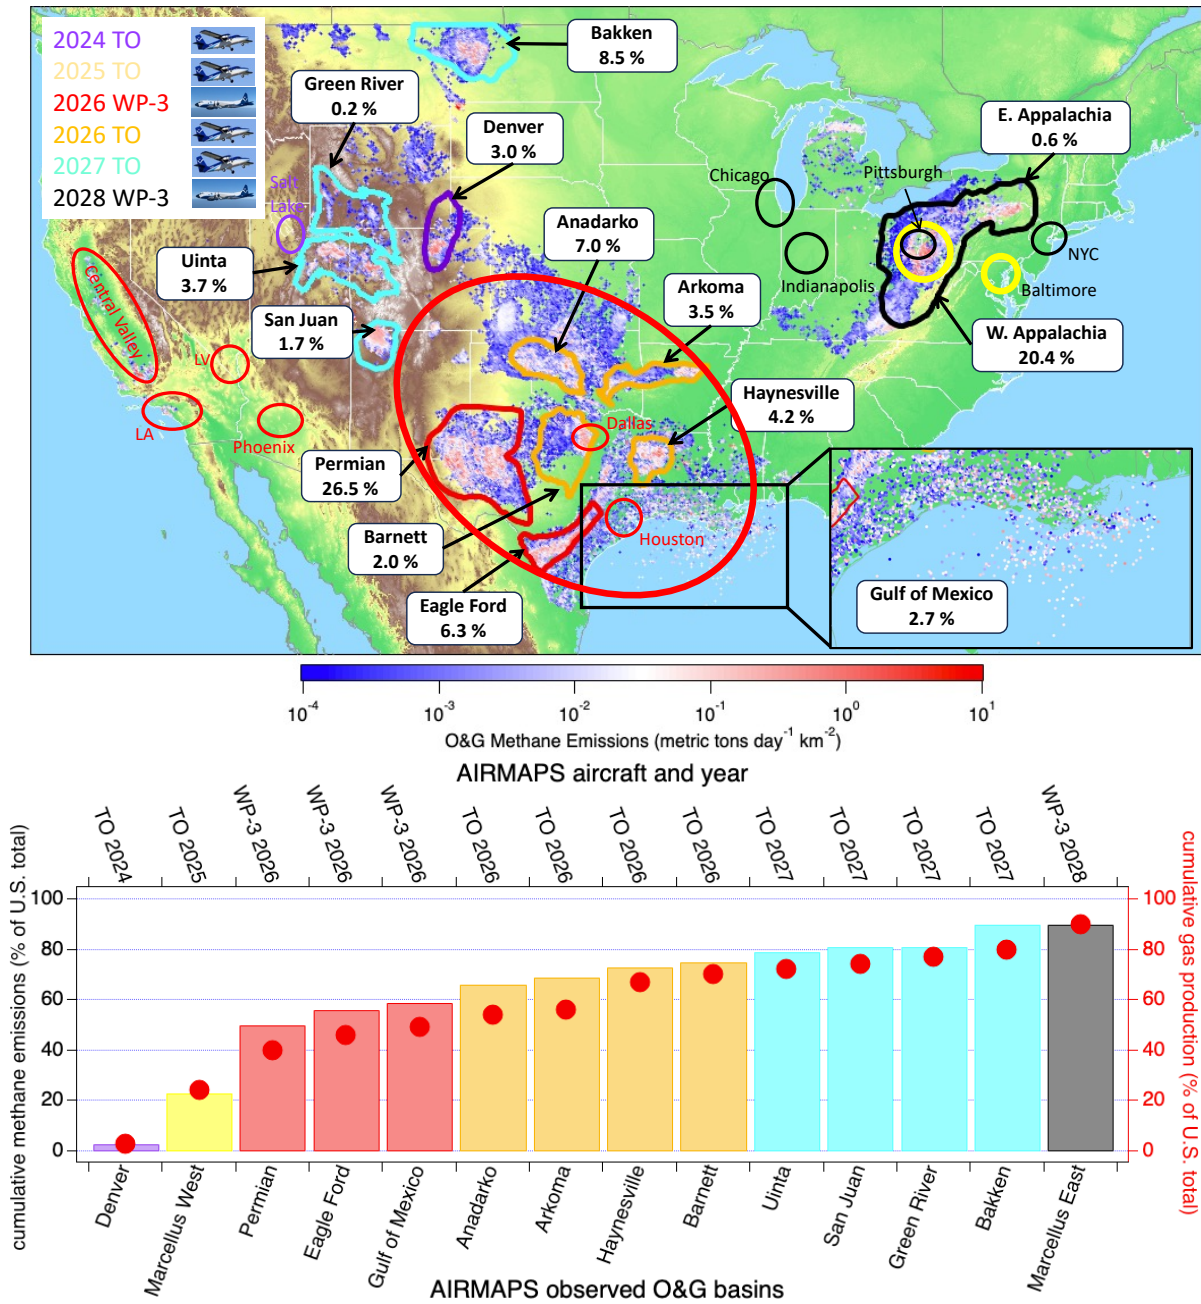 2024 TO
2025 TO
2026 WP-3
2026 TO
2027 TO
2028 WP-3
Bakken
8.5 %
Green River
0.2 %
Denver
3.0 %
E. Appalachia
0.6 %
Pittsburgh
Chicago
Salt
Lake
Anadarko
7.0 %
Uinta
3.7 %
NYC
Indianapolis
Baltimore
Central Valley
Arkoma
3.5 %
San Juan
1.7 %
W. Appalachia
20.4 %
LV
Haynesville
4.2 %
LA
Phoenix
Dallas
Permian
26.5 %
Barnett
2.0 %
Houston
Eagle Ford
6.3 %
Gulf of Mexico
2.7 %
10⁻⁴ 10⁻³ 10⁻² 10⁻¹ 10⁰ 10¹
O&G Methane Emissions (metric tons day⁻¹ km⁻²)
AIRMAPS aircraft and year
TO 2024
TO 2025
WP-3 2026
WP-3 2026
WP-3 2026
TO 2026
TO 2026
TO 2026
TO 2026
TO 2027
TO 2027
TO 2027
TO 2027
WP-3 2028
cumulative methane emissions (% of U.S. total)
100
80
60
40
20
0
100
80
60
40
20
0
cumulative gas production (% of U.S. total)
Denver
Marcellus West
Permian
Eagle Ford
Gulf of Mexico
Anadarko
Arkoma
Haynesville
Barnett
Uinta
San Juan
Green River
Bakken
Marcellus East
AIRMAPS observed O&G basins